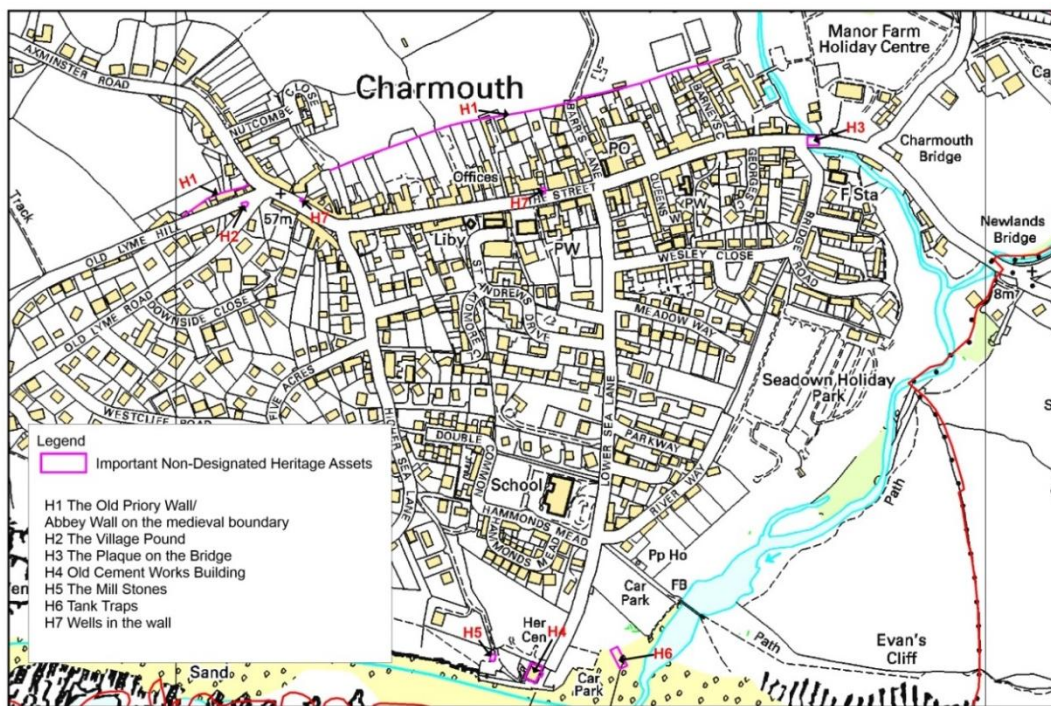 Manor Farm
Holiday Centre
AXMINSTER ROAD
NUTCOMBE CLOSE
Charmouth
H1
BARR'S LANE
BARNEYS C
PO
H3
Charmouth
Bridge
Offices
H1
THE STREET
H7
QUEENS W
PW
GEORGES C
F Sta
Track
H2
57m
H7
Liby
PW
BRIDGE ROAD
Newlands
Bridge
8m
OLD LYME HILL
WESLEY CLOSE
ST ANDREWS DRIVE
OLD LYME ROAD
DOWNSIDE CLOSE
MEADOW WAY
FIVE ACRES
Seadown Holiday
Park
WESTCLIFF ROAD
HIGHER SEA LANE
LOWER SEA LANE
DOUBLE COMMON
PARKWAY
RIVER WAY
School
Path
HAMMONDS MEAD
HAMMONDS MEAD
Legend
Important Non-Designated Heritage Assets
H1 The Old Priory Wall/
Abbey Wall on the medieval boundary
H2 The Village Pound
H3 The Plaque on the Bridge
H4 Old Cement Works Building
H5 The Mill Stones
H6 Tank Traps
H7 Wells in the wall
Pp Ho
Car
Park
FB
H5
Her
Cen
H4
H6
Path
Evan's
Cliff
Sand
Car
Park